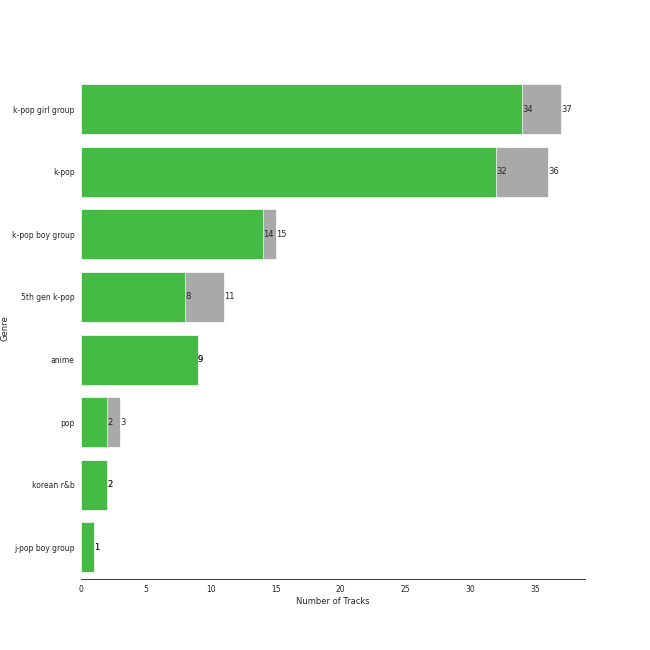 k-pop girl group 34 37
k-pop 32 36
k-pop boy group 14 15
5th gen k-pop 8 11
Genre
anime 9
pop 2 3
korean r&b 2
j-pop boy group 1
0 5 10 15 20 25 30 35
Number of Tracks